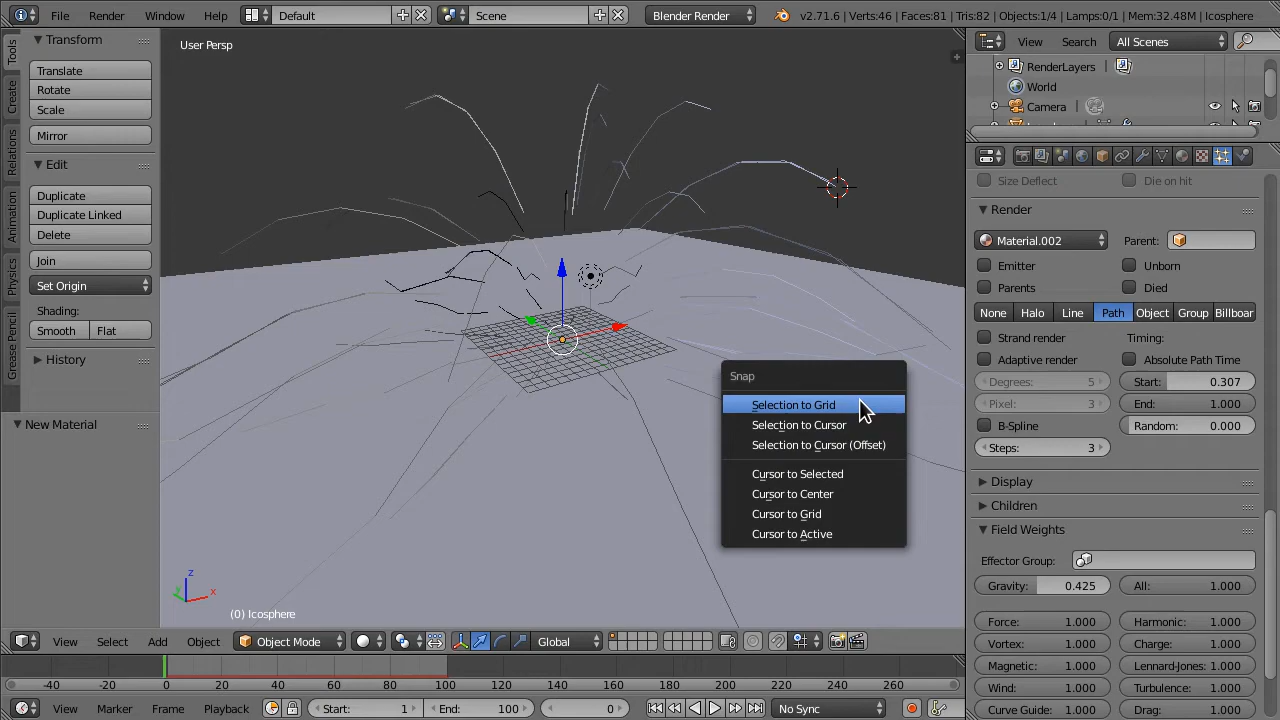 File Render Window Help Default Scene Blender Render v2.71.6 | Verts:46 | Faces:81 | Tris:82 | Objects:1/4 | Lamps:0/1 | Mem:32.48M | Icosphere
Tools
Create
Relations
Animation
Physics
Grease Pencil
Transform
Translate
Rotate
Scale
Mirror
Edit
Duplicate
Duplicate Linked
Delete
Join
Set Origin
Shading:
Smooth Flat
History
New Material
User Persp
(0) Icosphere
Snap
Selection to Grid
Selection to Cursor
Selection to Cursor (Offset)
Cursor to Selected
Cursor to Center
Cursor to Grid
Cursor to Active
z
y
x
View Search All Scenes
RenderLayers
World
Camera
Size Deflect Die on hit
Render
Material.002 Parent:
Emitter Unborn
Parents Died
None Halo Line Path Object Group Billboar
Strand render Timing:
Adaptive render Absolute Path Time
Degrees: 5 Start: 0.307
Pixel: 3 End: 1.000
B-Spline Random: 0.000
Steps: 3
Display
Children
Field Weights
Effector Group:
Gravity: 0.425 All: 1.000
Force: 1.000 Harmonic: 1.000
Vortex: 1.000 Charge: 1.000
Magnetic: 1.000 Lennard-Jones: 1.000
Wind: 1.000 Turbulence: 1.000
Curve Guide: 1.000 Drag: 1.000
View Select Add Object Object Mode Global
-40 -20 0 20 40 60 80 100 120 140 160 180 200 220 240 260
View Marker Frame Playback Start: 1 End: 100 0 No Sync